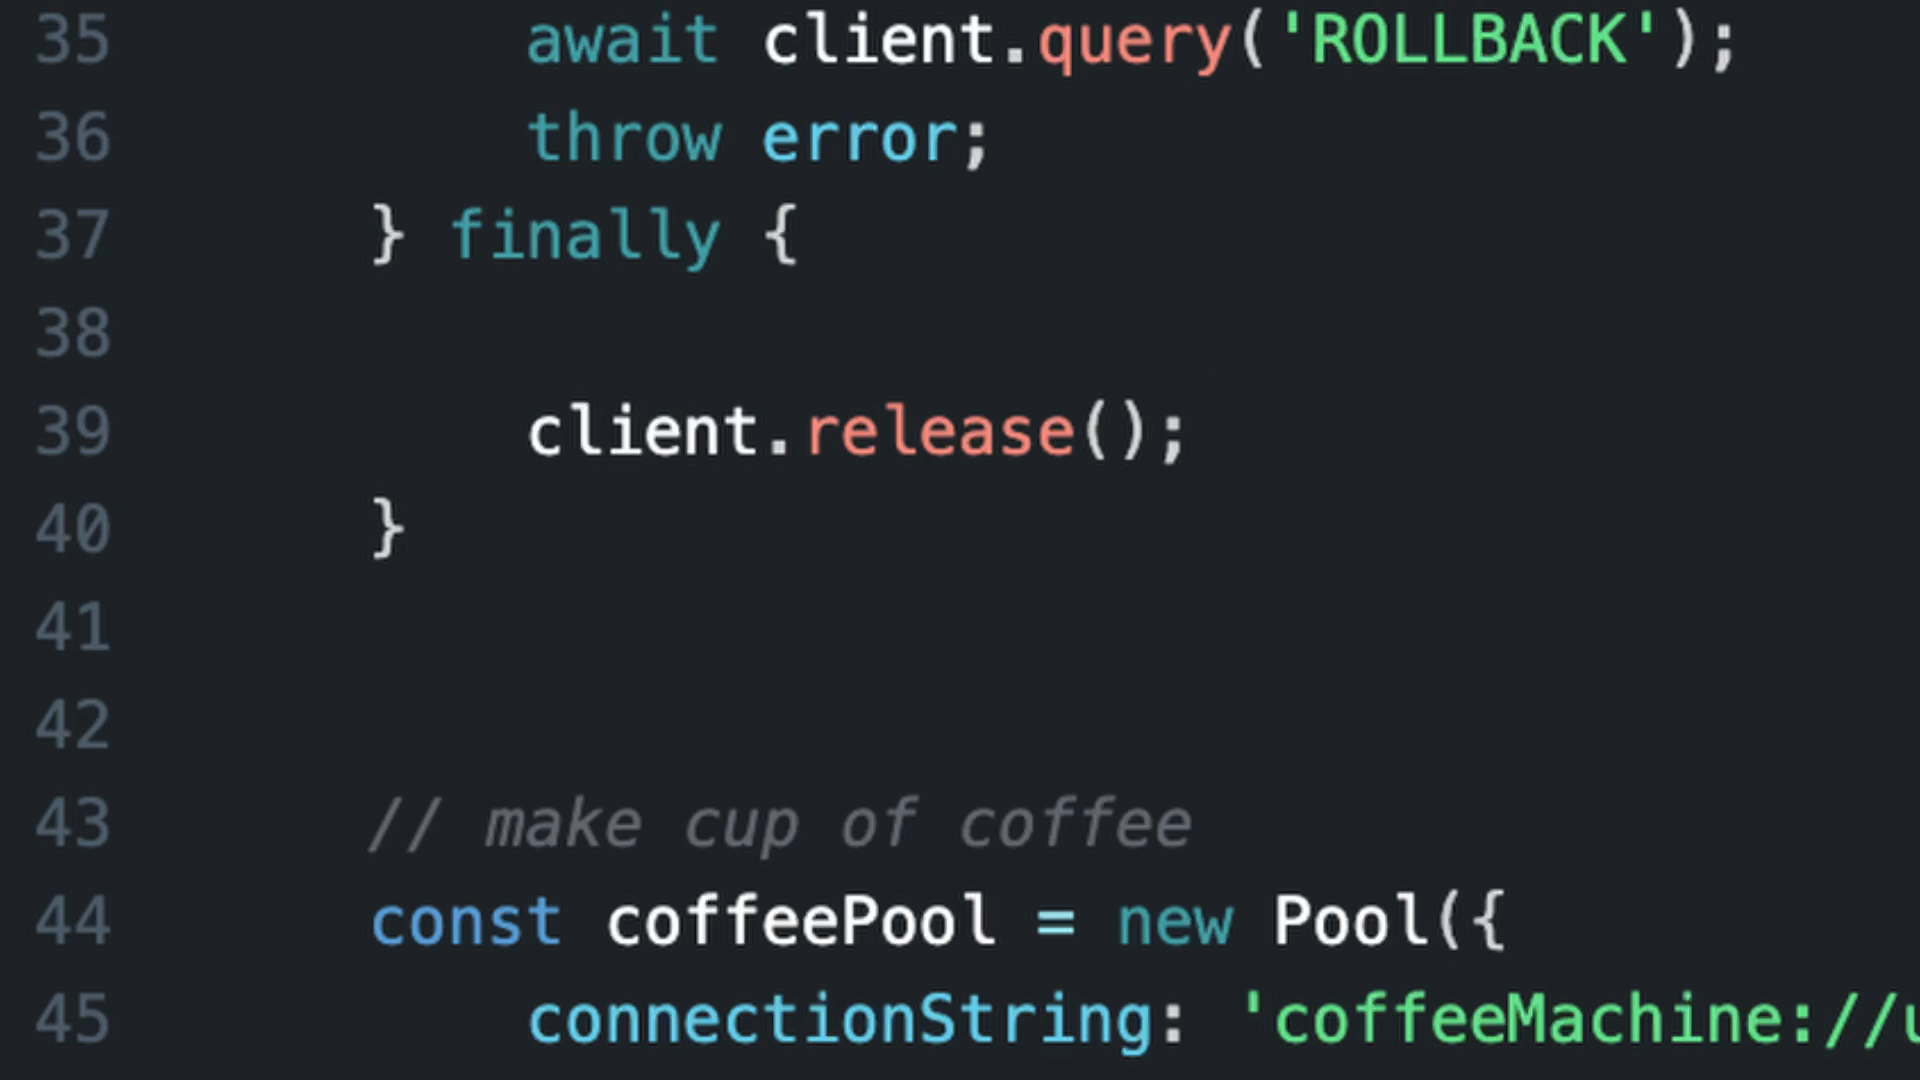 35 await client.query('ROLLBACK');
36 throw error;
37 } finally {
38
39 client.release();
40 }
41
42
43 // make cup of coffee
44 const coffeePool = new Pool({
45 connectionString: 'coffeeMachine://u